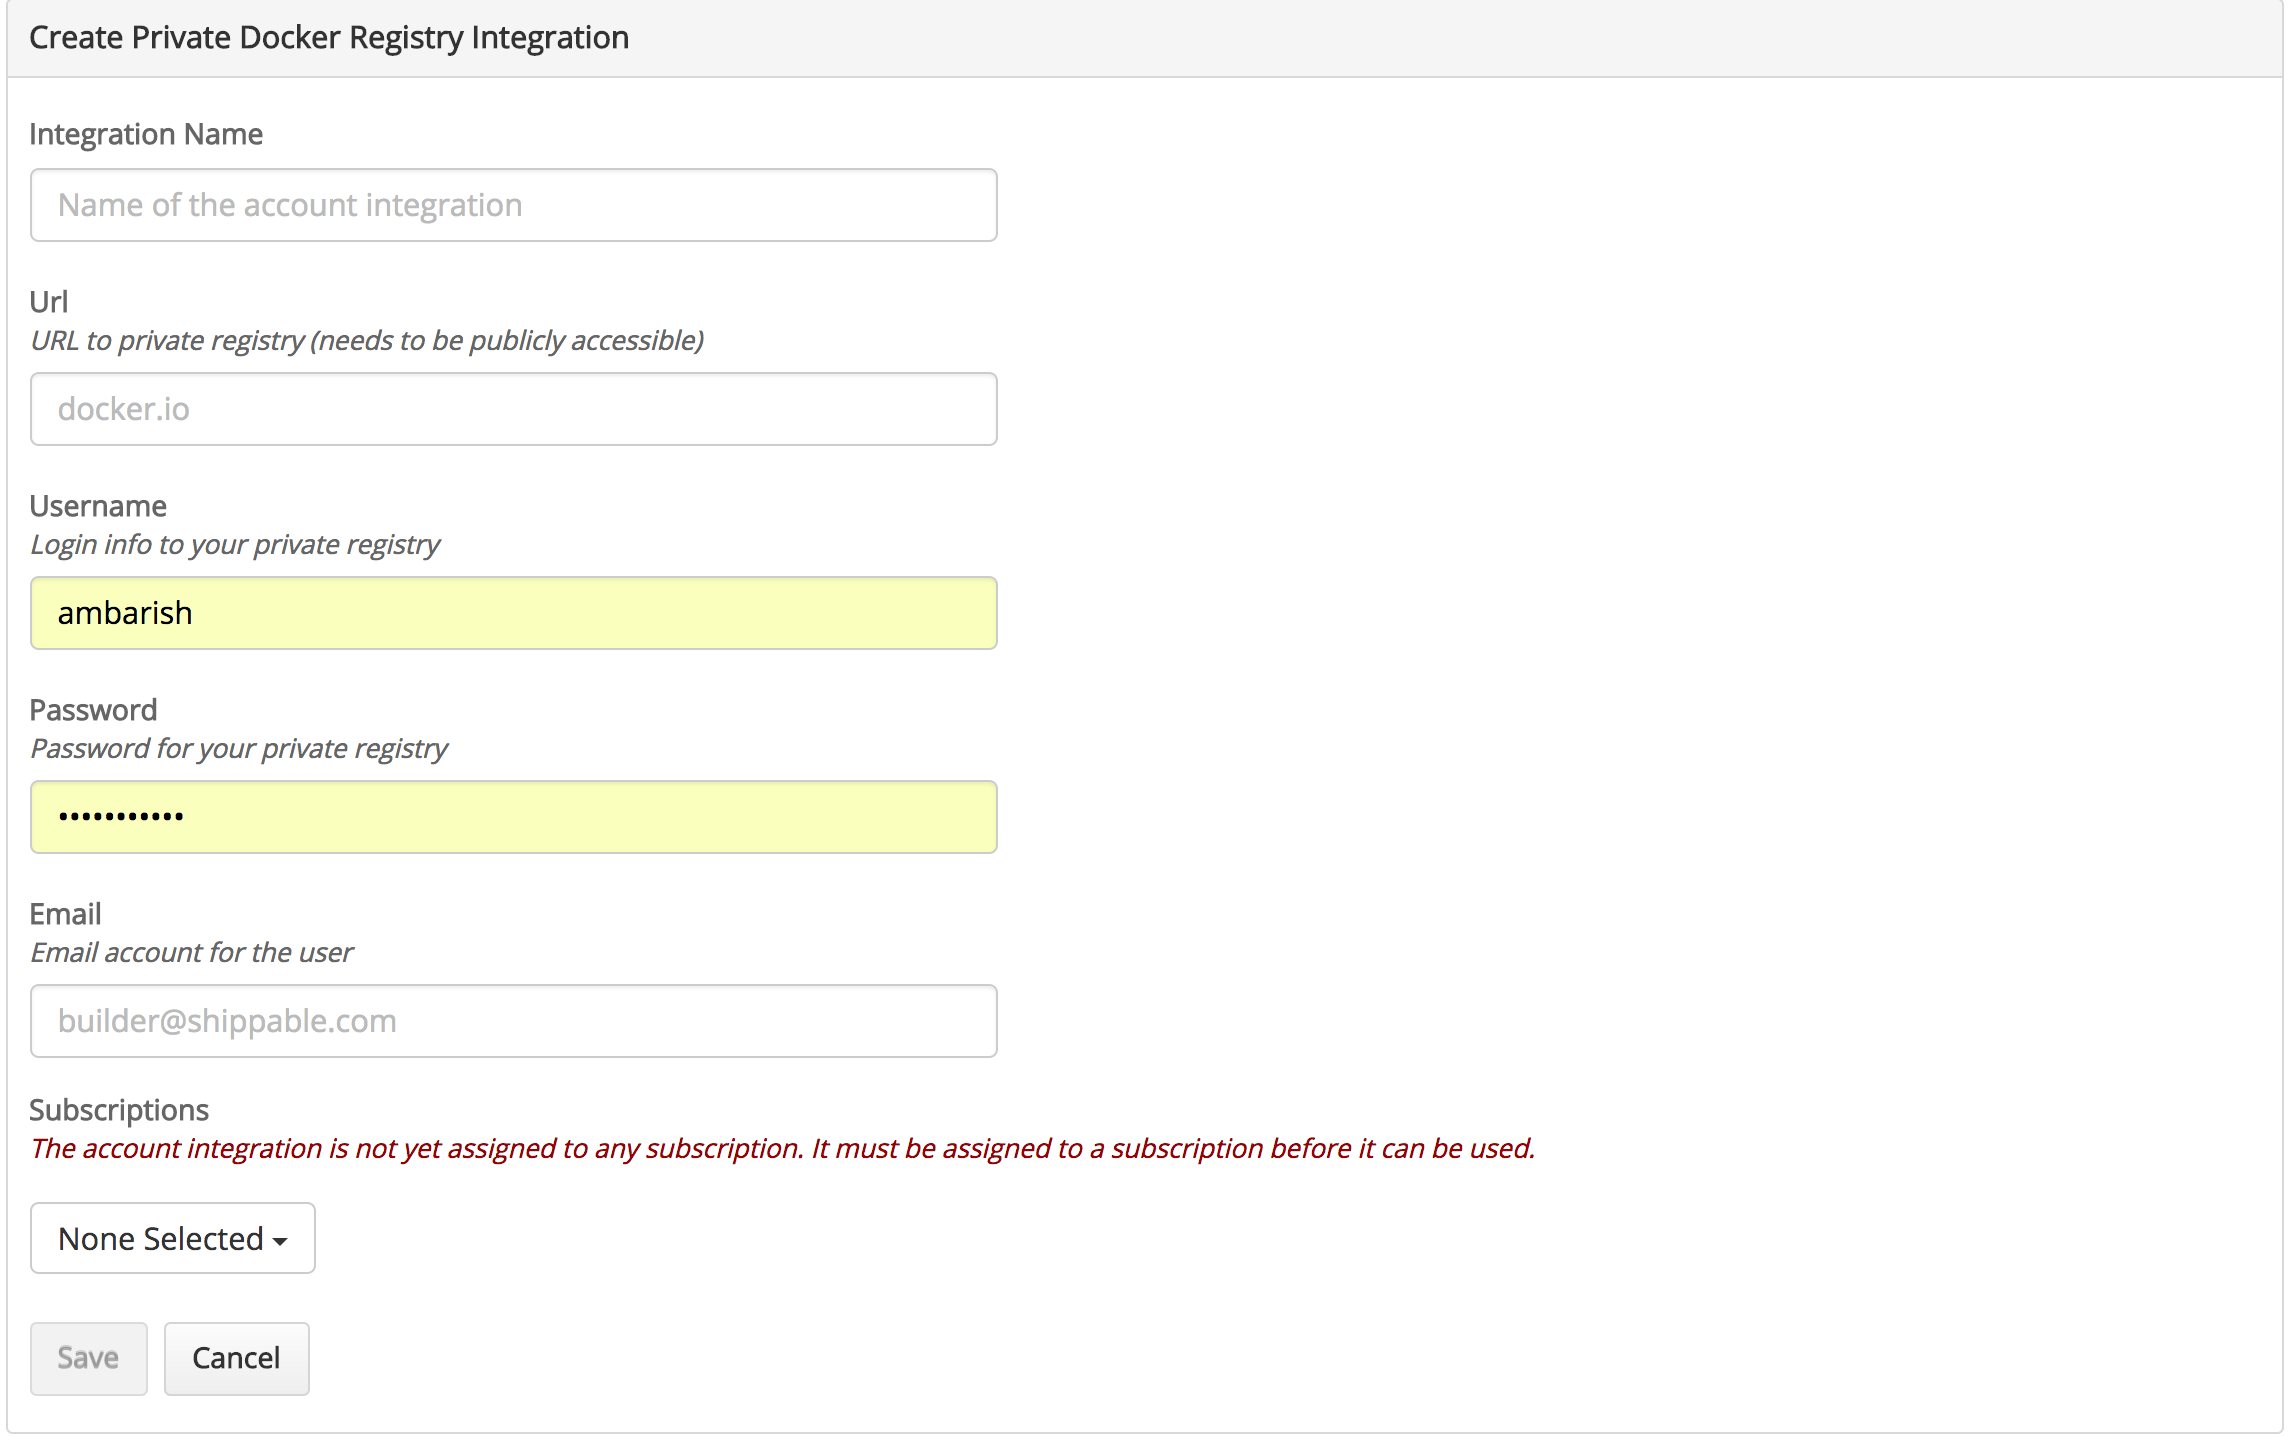 Create Private Docker Registry Integration
Integration Name
Name of the account integration
Url
URL to private registry (needs to be publicly accessible)
docker.io
Username
Login info to your private registry
ambarish
Password
Password for your private registry
•••••••••••
Email
Email account for the user
builder@shippable.com
Subscriptions
The account integration is not yet assigned to any subscription. It must be assigned to a subscription before it can be used.
None Selected
Save Cancel